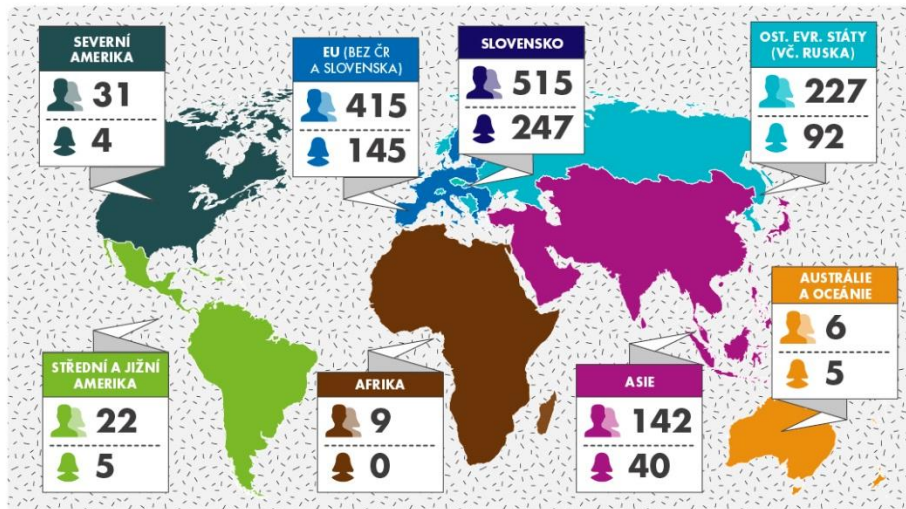 SEVERNÍ
AMERIKA
31
4
EU (BEZ ČR
A SLOVENSKA)
415
145
SLOVENSKO
515
247
OST. EVR. STÁTY
(VČ. RUSKA)
227
92
STŘEDNÍ A JIŽNÍ
AMERIKA
22
5
AFRIKA
9
0
ASIE
142
40
AUSTRÁLIE
A OCEÁNIE
6
5